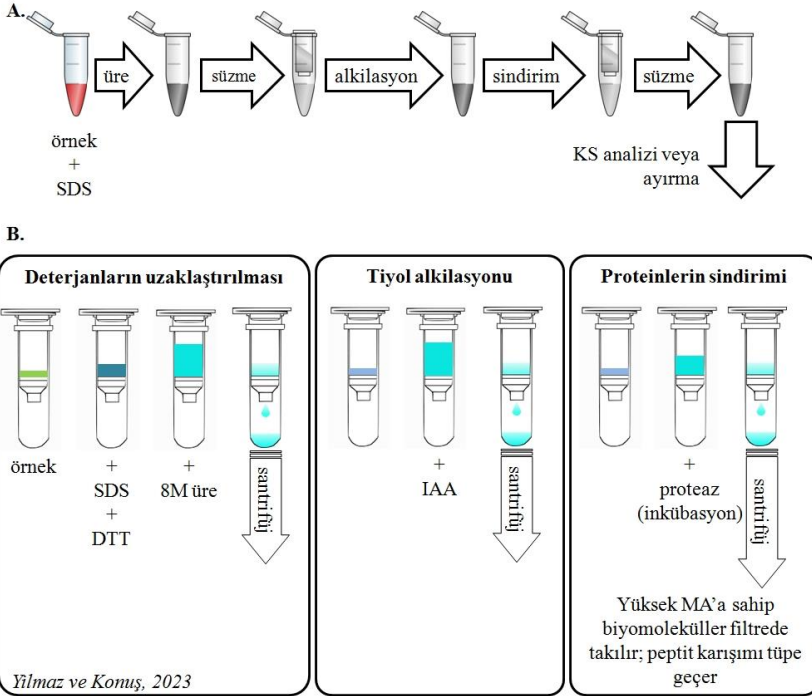 A.
üre
süzme
alkilasyon
sindirim
süzme
örnek
+
SDS
KS analizi veya
ayırma
B.
Deterjanların uzaklaştırılması
örnek
+
SDS
+
DTT
+
8M üre
santrifüj
Tiyol alkilasyonu
+
IAA
santrifüj
Proteinlerin sindirimi
+
proteaz
(inkübasyon)
santrifüj
Yüksek MA’a sahip
biyomoleküller filtrede
takılır; peptit karışımı tüpe
geçer
Yilmaz ve Konuş, 2023